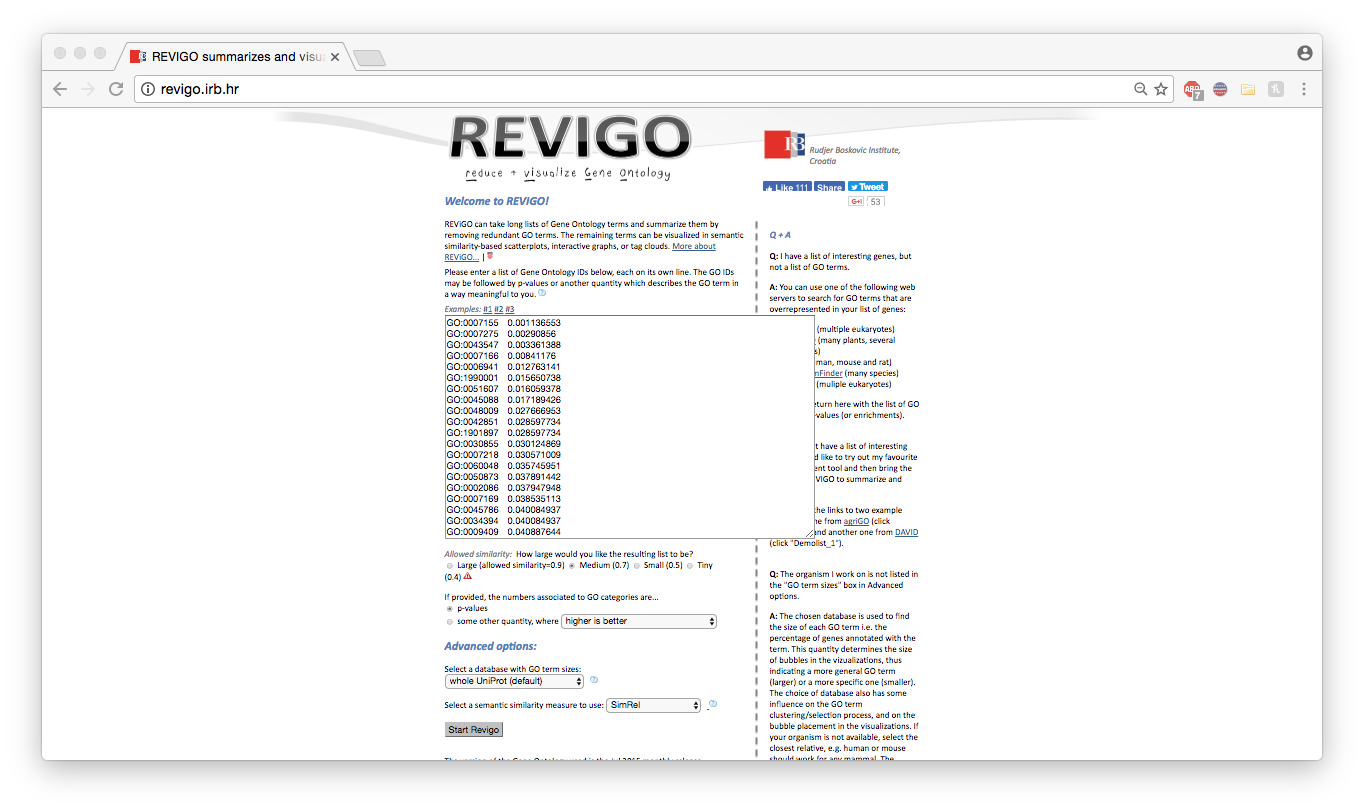 REVIGO summarizes and visu
revigo.irb.hr
ABP
7
REVIGO
reduce + visualize Gene Ontology
Rudjer Boskovic Institute,
Croatia
Like 111 Share Tweet
G+1 53
Welcome to REVIGO!
REViGO can take long lists of Gene Ontology terms and summarize them by
removing redundant GO terms. The remaining terms can be visualized in semantic
similarity-based scatterplots, interactive graphs, or tag clouds. More about
REViGO... |
Please enter a list of Gene Ontology IDs below, each on its own line. The GO IDs
may be followed by p-values or another quantity which describes the GO term in
a way meaningful to you.
Examples: #1 #2 #3
GO:0007155 0.001136553
GO:0007275 0.00290856
GO:0043547 0.003361388
GO:0007166 0.00841176
GO:0006941 0.012763141
GO:1990001 0.015650738
GO:0051607 0.016059378
GO:0045088 0.017189426
GO:0048009 0.027666953
GO:0042851 0.028597734
GO:1901897 0.028597734
GO:0030855 0.030124869
GO:0007218 0.030571009
GO:0060048 0.035745951
GO:0050873 0.037891442
GO:0002086 0.037947948
GO:0007169 0.038535113
GO:0045786 0.040084937
GO:0034394 0.040084937
GO:0009409 0.040887644
Allowed similarity: How large would you like the resulting list to be?
Large (allowed similarity=0.9) Medium (0.7) Small (0.5) Tiny
(0.4)
If provided, the numbers associated to GO categories are...
p-values
some other quantity, where higher is better
Advanced options:
Select a database with GO term sizes:
whole UniProt (default)
Select a semantic similarity measure to use: SimRel
Start Revigo
The version of the Gene Ontology used is the Jul 2015 monthly release
Q + A
Q: I have a list of interesting genes, but
not a list of GO terms.
A: You can use one of the following web
servers to search for GO terms that are
overrepresented in your list of genes:
(multiple eukaryotes)
(many plants, several
s)
man, mouse and rat)
nFinder (many species)
(muliple eukaryotes)
eturn here with the list of GO
values (or enrichments).
t have a list of interesting
d like to try out my favourite
ent tool and then bring the
VIGO to summarize and
he links to two example
ne from agriGO (click
and another one from DAVID
(click "Demolist_1").
Q: The organism I work on is not listed in
the "GO term sizes" box in Advanced
options.
A: The chosen database is used to find
the size of each GO term i.e. the
percentage of genes annotated with the
term. This quantity determines the size
of bubbles in the vizualizations, thus
indicating a more general GO term
(larger) or a more specific one (smaller).
The choice of database also has some
influence on the GO term
clustering/selection process, and on the
bubble placement in the visualizations. If
your organism is not available, select the
closest relative, e.g. human or mouse
should work for any mammal. The